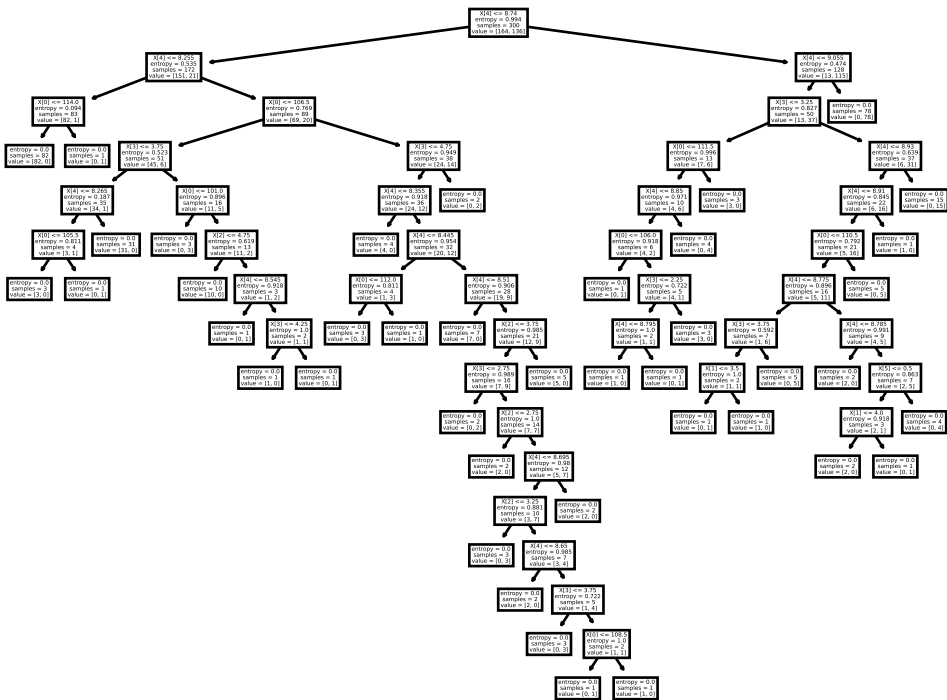 X[4] <= 8.74
entropy = 0.994
samples = 300
value = [164, 136]
X[4] <= 8.255
entropy = 0.535
samples = 172
value = [151, 21]
X[4] <= 9.055
entropy = 0.474
samples = 128
value = [13, 115]
X[0] <= 114.0
entropy = 0.094
samples = 83
value = [82, 1]
X[0] <= 106.5
entropy = 0.769
samples = 89
value = [69, 20]
X[3] <= 3.25
entropy = 0.827
samples = 50
value = [13, 37]
entropy = 0.0
samples = 78
value = [0, 78]
entropy = 0.0
samples = 82
value = [82, 0]
entropy = 0.0
samples = 1
value = [0, 1]
X[3] <= 3.75
entropy = 0.523
samples = 51
value = [45, 6]
X[3] <= 4.75
entropy = 0.949
samples = 38
value = [24, 14]
X[0] <= 111.5
entropy = 0.996
samples = 13
value = [7, 6]
X[4] <= 8.93
entropy = 0.639
samples = 37
value = [6, 31]
X[4] <= 8.265
entropy = 0.187
samples = 35
value = [34, 1]
X[0] <= 101.0
entropy = 0.896
samples = 16
value = [11, 5]
X[4] <= 8.355
entropy = 0.918
samples = 36
value = [24, 12]
entropy = 0.0
samples = 2
value = [0, 2]
X[4] <= 8.85
entropy = 0.971
samples = 10
value = [4, 6]
entropy = 0.0
samples = 3
value = [3, 0]
X[4] <= 8.91
entropy = 0.845
samples = 22
value = [6, 16]
entropy = 0.0
samples = 15
value = [0, 15]
X[0] <= 105.5
entropy = 0.811
samples = 4
value = [3, 1]
entropy = 0.0
samples = 31
value = [31, 0]
entropy = 0.0
samples = 3
value = [0, 3]
X[2] <= 4.75
entropy = 0.619
samples = 13
value = [11, 2]
entropy = 0.0
samples = 4
value = [4, 0]
X[4] <= 8.445
entropy = 0.954
samples = 32
value = [20, 12]
X[0] <= 106.0
entropy = 0.918
samples = 6
value = [4, 2]
entropy = 0.0
samples = 4
value = [0, 4]
X[0] <= 110.5
entropy = 0.792
samples = 21
value = [5, 16]
entropy = 0.0
samples = 1
value = [1, 0]
entropy = 0.0
samples = 3
value = [3, 0]
entropy = 0.0
samples = 1
value = [0, 1]
entropy = 0.0
samples = 10
value = [10, 0]
X[4] <= 8.545
entropy = 0.918
samples = 3
value = [1, 2]
X[0] <= 112.0
entropy = 0.811
samples = 4
value = [1, 3]
X[4] <= 8.51
entropy = 0.906
samples = 28
value = [19, 9]
entropy = 0.0
samples = 1
value = [0, 1]
X[3] <= 2.25
entropy = 0.722
samples = 5
value = [4, 1]
X[4] <= 8.775
entropy = 0.896
samples = 16
value = [5, 11]
entropy = 0.0
samples = 5
value = [0, 5]
entropy = 0.0
samples = 1
value = [0, 1]
X[3] <= 4.25
entropy = 1.0
samples = 2
value = [1, 1]
entropy = 0.0
samples = 3
value = [0, 3]
entropy = 0.0
samples = 1
value = [1, 0]
entropy = 0.0
samples = 7
value = [7, 0]
X[2] <= 3.75
entropy = 0.985
samples = 21
value = [12, 9]
X[4] <= 8.795
entropy = 1.0
samples = 2
value = [1, 1]
entropy = 0.0
samples = 3
value = [3, 0]
X[3] <= 3.75
entropy = 0.592
samples = 7
value = [1, 6]
X[4] <= 8.785
entropy = 0.991
samples = 9
value = [4, 5]
entropy = 0.0
samples = 1
value = [1, 0]
entropy = 0.0
samples = 1
value = [0, 1]
X[3] <= 2.75
entropy = 0.989
samples = 16
value = [7, 9]
entropy = 0.0
samples = 5
value = [5, 0]
entropy = 0.0
samples = 1
value = [1, 0]
entropy = 0.0
samples = 1
value = [0, 1]
X[1] <= 3.5
entropy = 1.0
samples = 2
value = [1, 1]
entropy = 0.0
samples = 5
value = [0, 5]
entropy = 0.0
samples = 2
value = [2, 0]
X[5] <= 0.5
entropy = 0.863
samples = 7
value = [2, 5]
entropy = 0.0
samples = 2
value = [0, 2]
X[2] <= 2.75
entropy = 1.0
samples = 14
value = [7, 7]
entropy = 0.0
samples = 1
value = [0, 1]
entropy = 0.0
samples = 1
value = [1, 0]
X[1] <= 4.0
entropy = 0.918
samples = 3
value = [2, 1]
entropy = 0.0
samples = 4
value = [0, 4]
entropy = 0.0
samples = 2
value = [2, 0]
X[4] <= 8.695
entropy = 0.98
samples = 12
value = [5, 7]
entropy = 0.0
samples = 2
value = [2, 0]
entropy = 0.0
samples = 1
value = [0, 1]
X[2] <= 3.25
entropy = 0.881
samples = 10
value = [3, 7]
entropy = 0.0
samples = 2
value = [2, 0]
entropy = 0.0
samples = 3
value = [0, 3]
X[4] <= 8.65
entropy = 0.985
samples = 7
value = [3, 4]
entropy = 0.0
samples = 2
value = [2, 0]
X[3] <= 3.75
entropy = 0.722
samples = 5
value = [1, 4]
entropy = 0.0
samples = 3
value = [0, 3]
X[0] <= 108.5
entropy = 1.0
samples = 2
value = [1, 1]
entropy = 0.0
samples = 1
value = [0, 1]
entropy = 0.0
samples = 1
value = [1, 0]